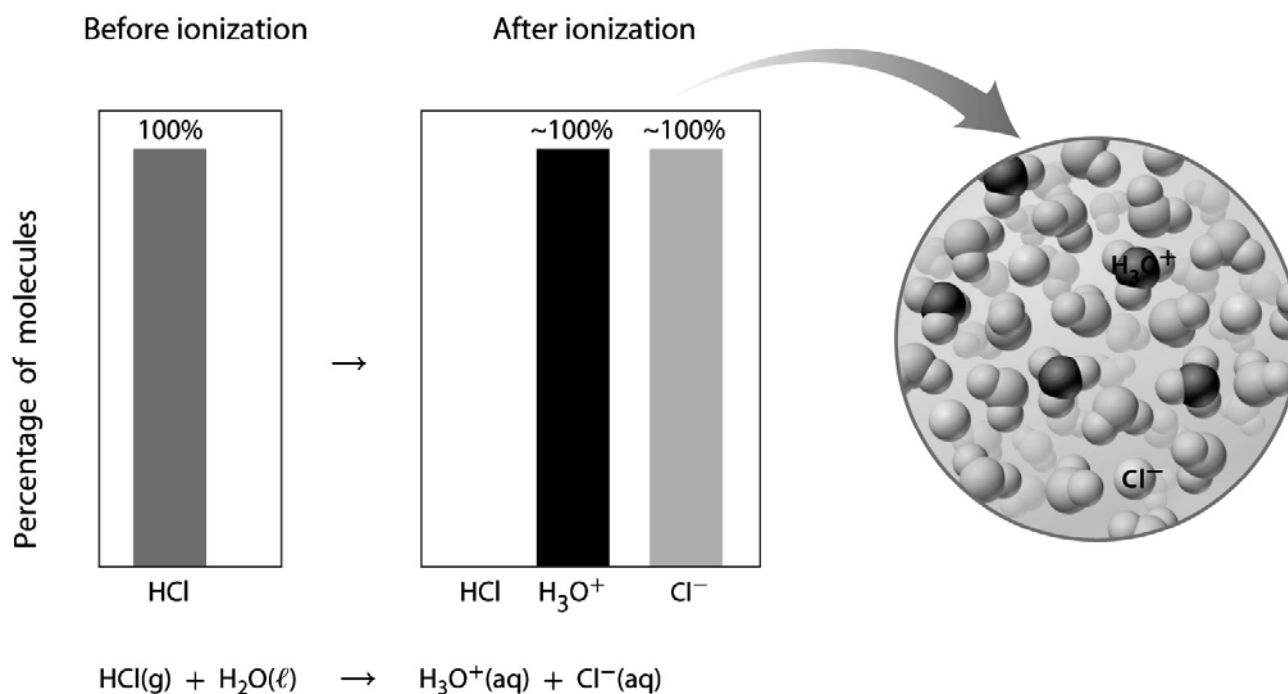 Before ionization
After ionization
100%
~100% ~100%
Percentage of molecules
→
HCl
HCl H₃O⁺ Cl⁻
H₃O⁺
Cl⁻
HCl(g) + H₂O(ℓ) → H₃O⁺(aq) + Cl⁻(aq)